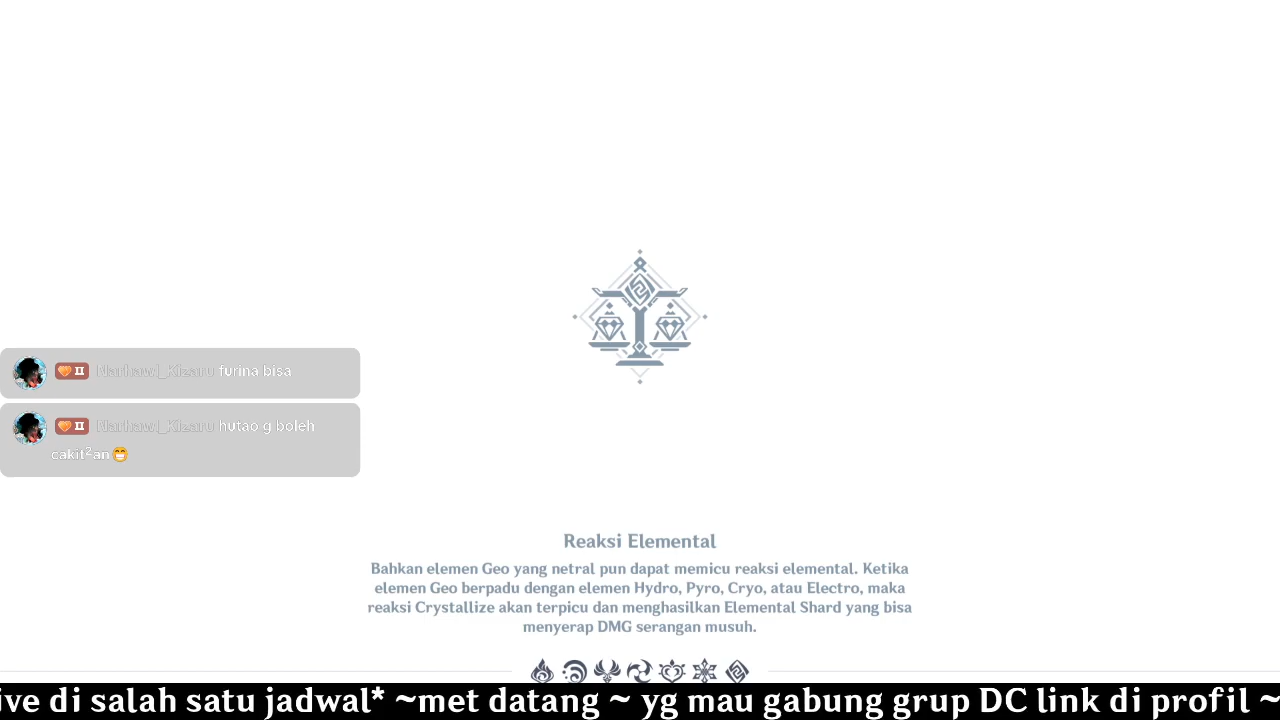 Narhawl_Kizaru furina bisa
Narhawl_Kizaru hutao g boleh
cakit²an 😁
Reaksi Elemental
Bahkan elemen Geo yang netral pun dapat memicu reaksi elemental. Ketika
elemen Geo berpadu dengan elemen Hydro, Pyro, Cryo, atau Electro, maka
reaksi Crystallize akan terpicu dan menghasilkan Elemental Shard yang bisa
menyerap DMG serangan musuh.
ive di salah satu jadwal* ~met datang ~ yg mau gabung grup DC link di profil ~